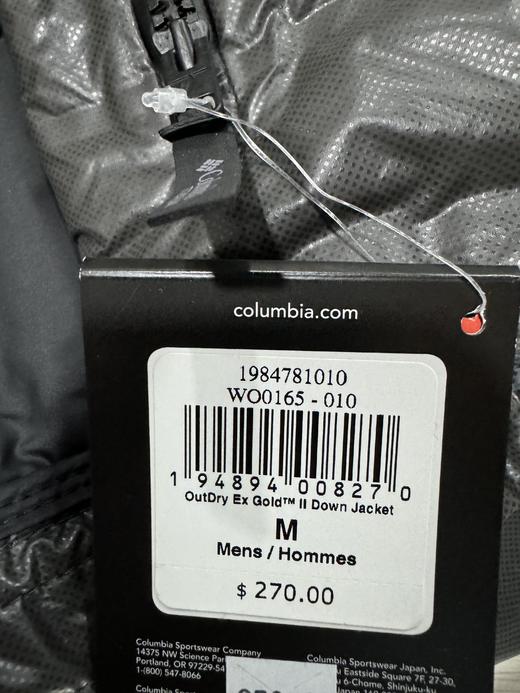 Columbia
columbia.com
1984781010
WO0165 - 010
1 94894 00827 0
OutDry Ex Gold™ II Down Jacket
M
Mens / Hommes
$ 270.00
Columbia Sportswear Company
14375 NW Science Par
Portland, OR 97229-54
1-(800) 547-8066
Columbia Sportswear Japan, Inc.
u Eastside Square 7F, 27-30,
u 6-Chome, Shinjuku-